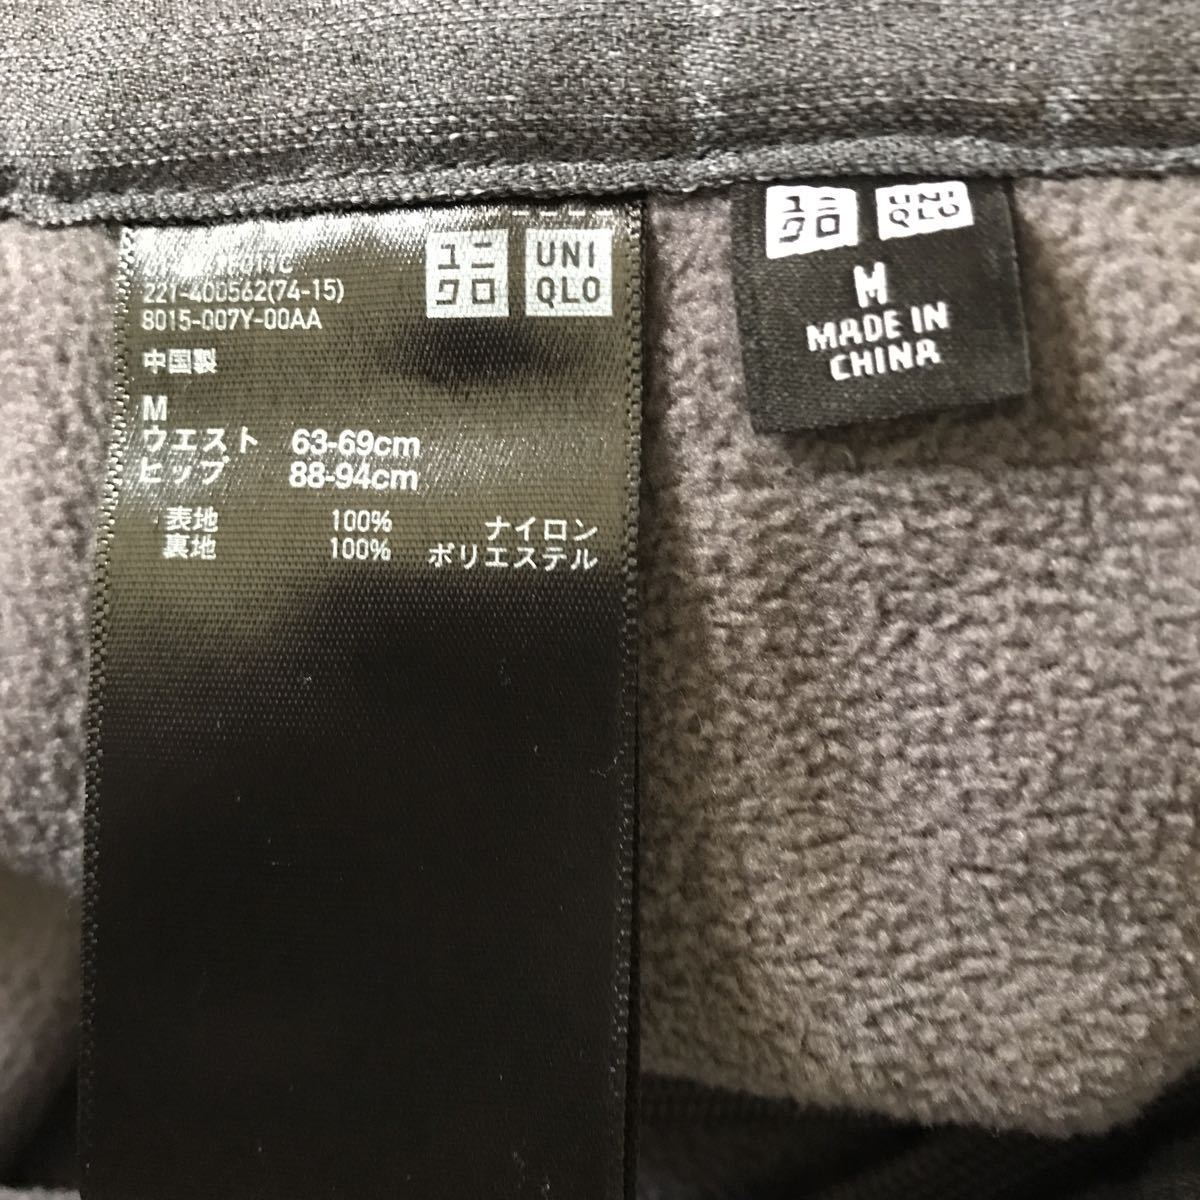 ユニ
クロ
UNI
QLO
221-400562(74-15)
8015-007Y-00AA
中国製
M
ウエスト 63-69cm
ヒップ 88-94cm
表地 100% ナイロン
裏地 100% ポリエステル
ユニ
クロ
UNI
QLO
M
MADE IN
CHINA